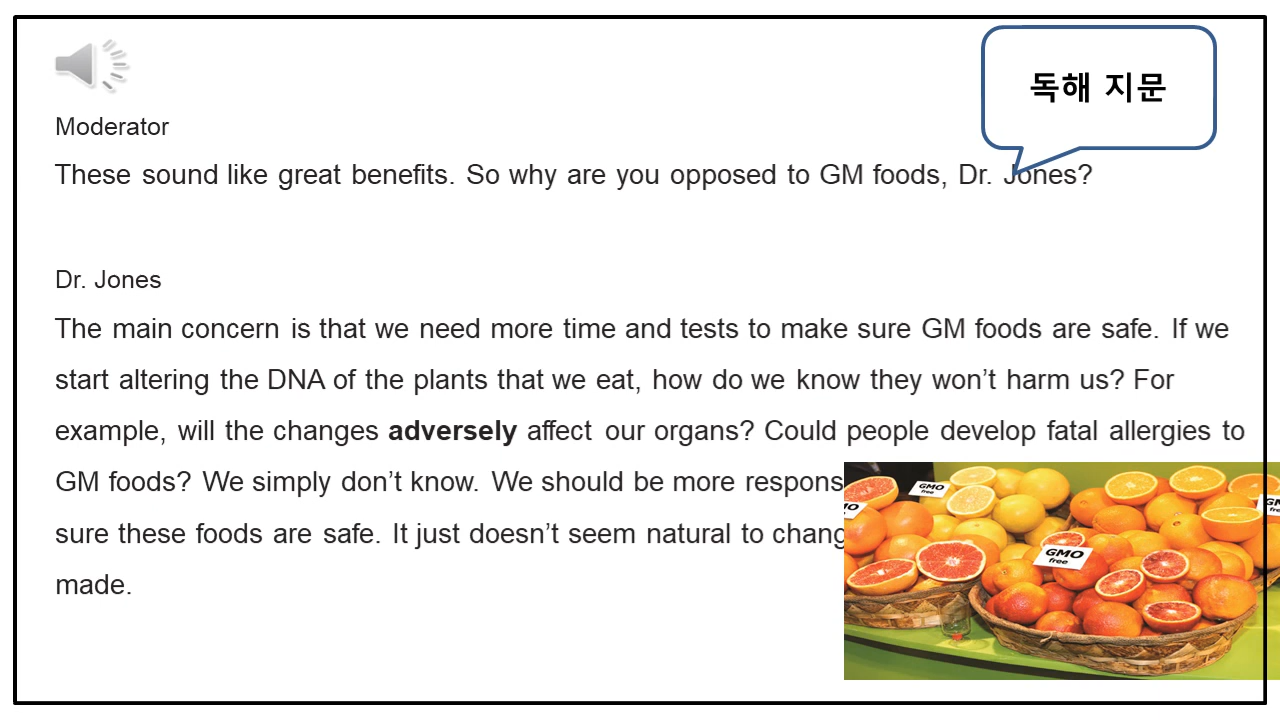 독해 지문
Moderator
These sound like great benefits. So why are you opposed to GM foods, Dr. Jones?
Dr. Jones
The main concern is that we need more time and tests to make sure GM foods are safe. If we
start altering the DNA of the plants that we eat, how do we know they won’t harm us? For
example, will the changes adversely affect our organs? Could people develop fatal allergies to
GM foods? We simply don’t know. We should be more respons
sure these foods are safe. It just doesn’t seem natural to chang
made.
GMO
free
GMO
free